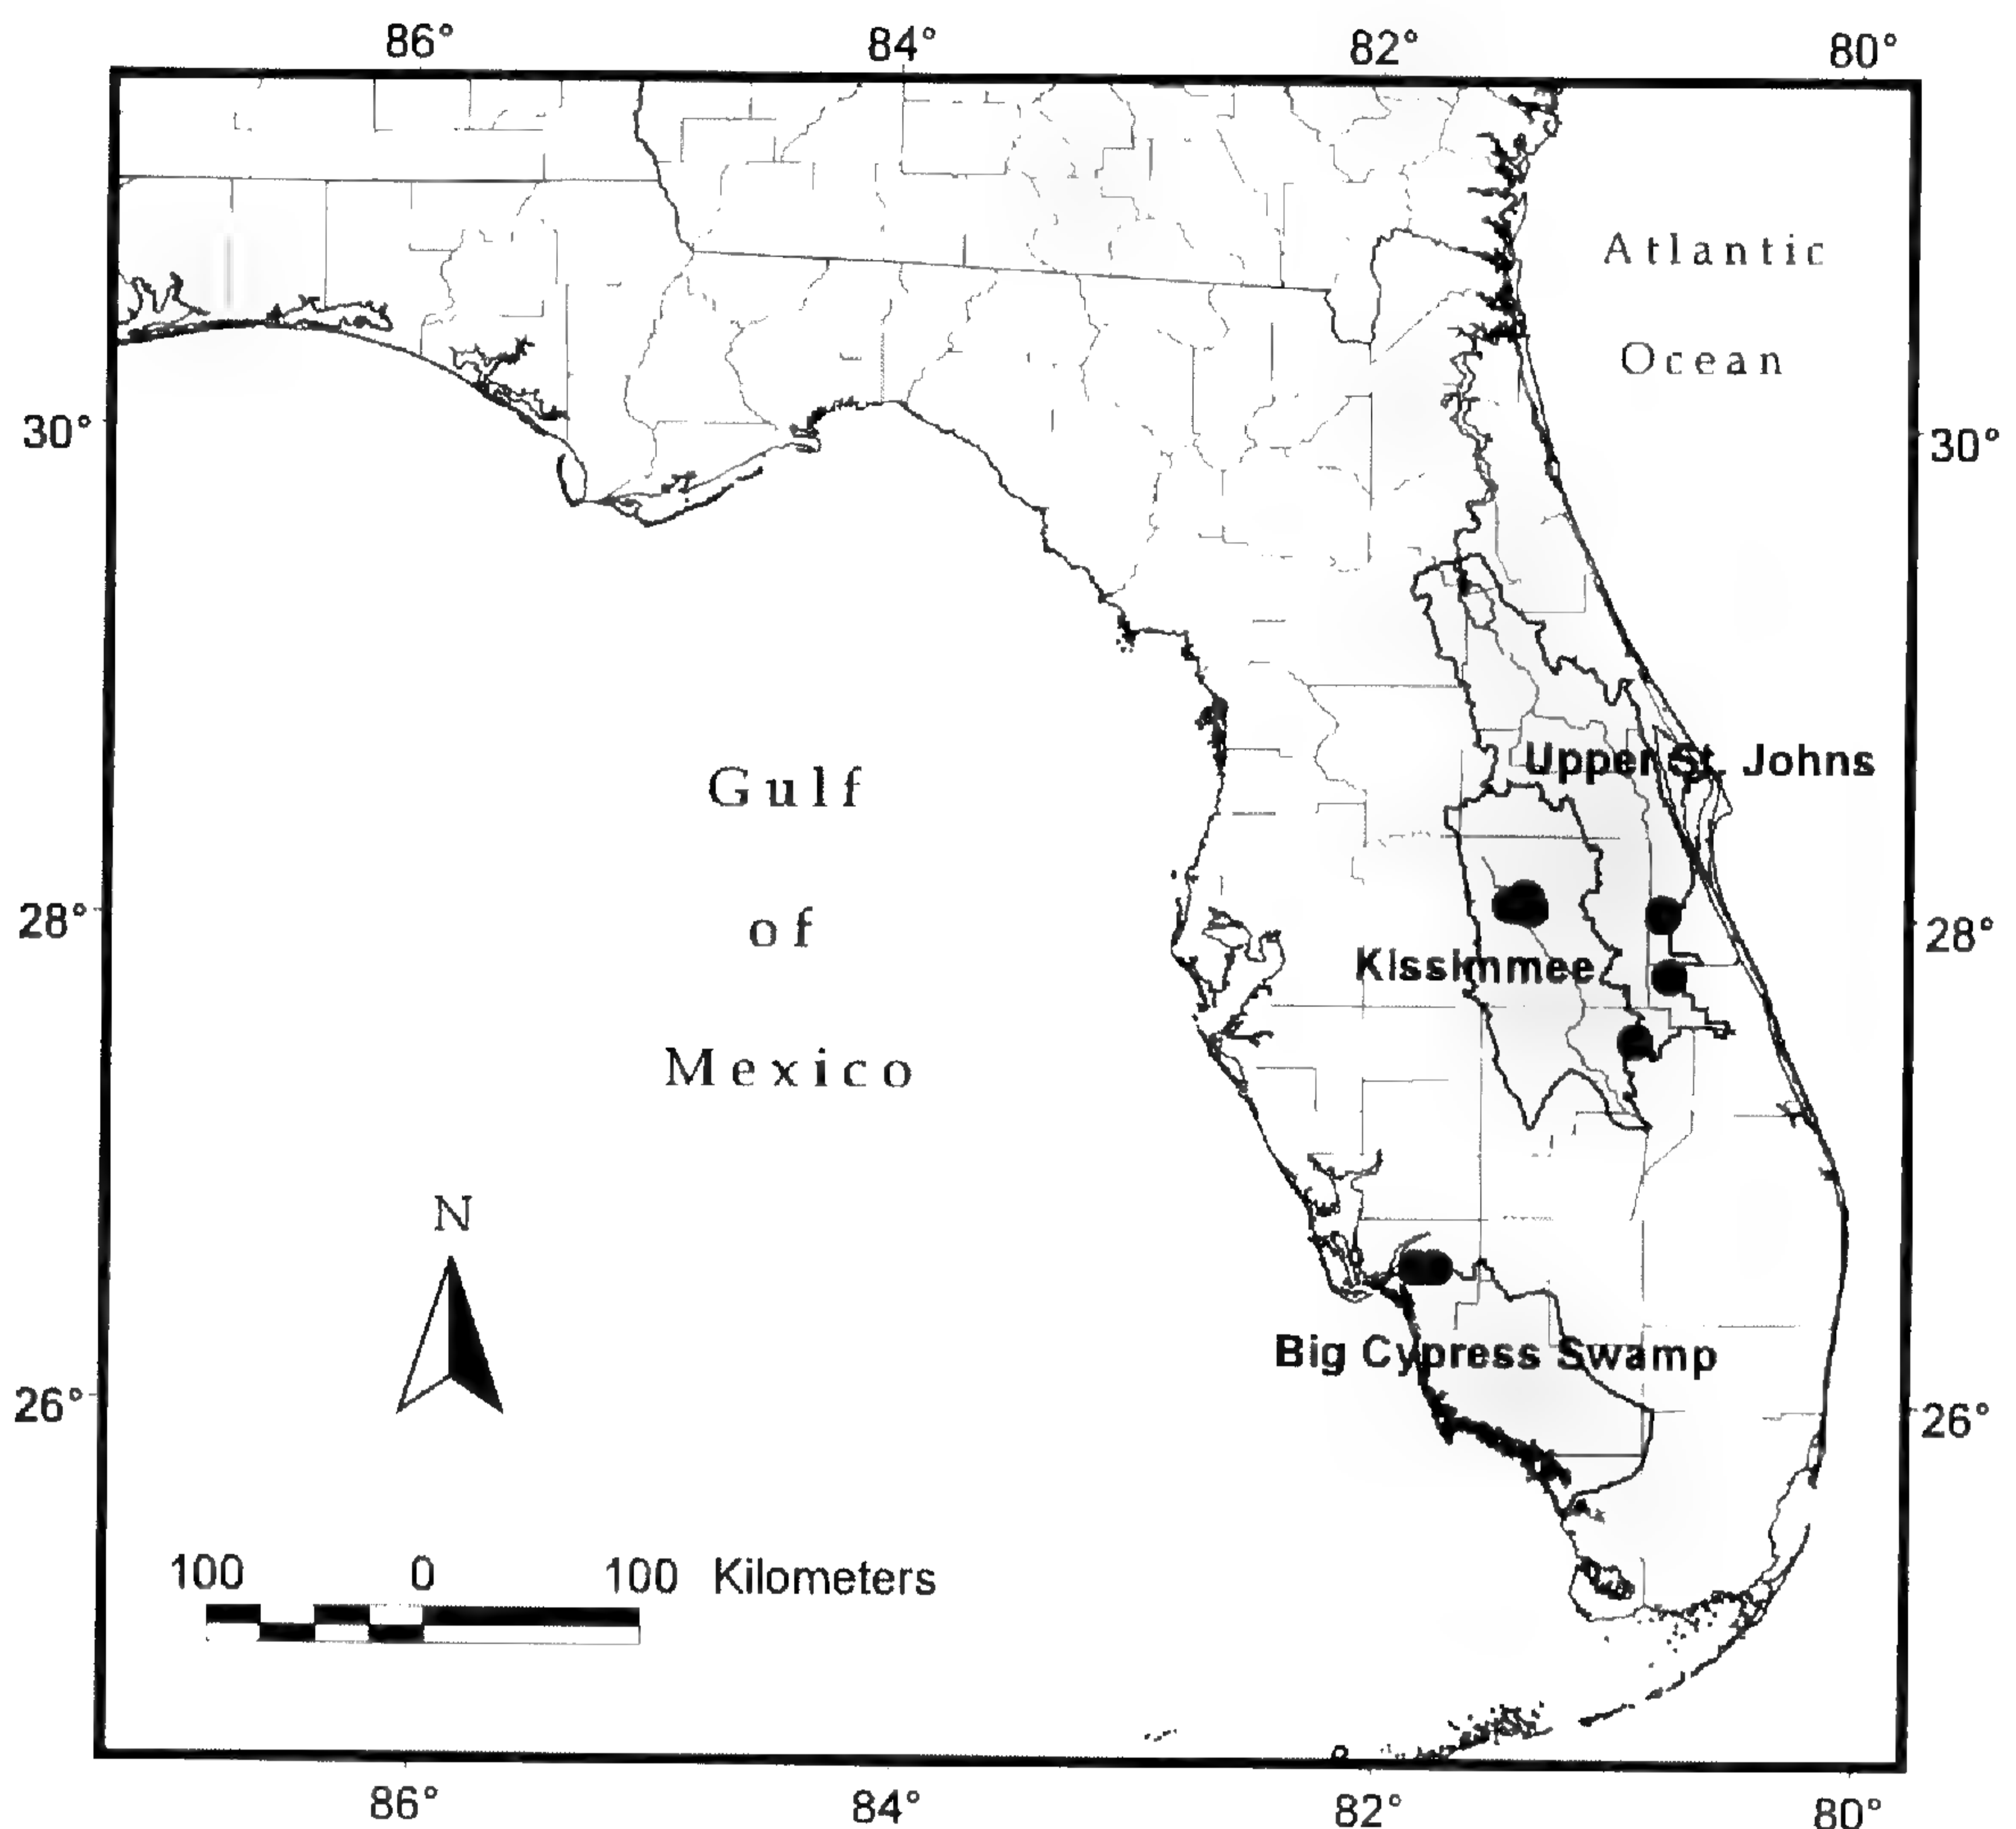 86° 84° 82° 80°
Atlantic
Ocean
30° 30°
Upper St. Johns
Gulf
of
Mexico
28° 28°
Kissimmee
N
Big Cypress Swamp
26° 26°
100 0 100 Kilometers
86° 84° 82° 80°